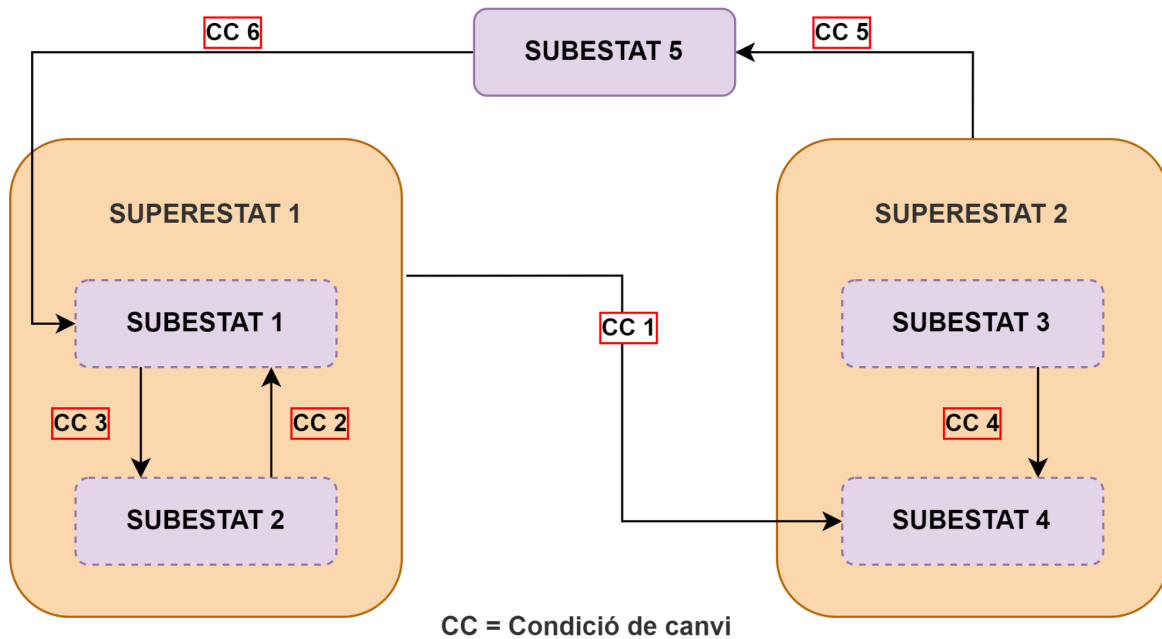 CC 6
SUBESTAT 5
CC 5
SUPERESTAT 1
SUPERESTAT 2
SUBESTAT 1
CC 1
SUBESTAT 3
CC 3
CC 2
CC 4
SUBESTAT 2
SUBESTAT 4
CC = Condició de canvi